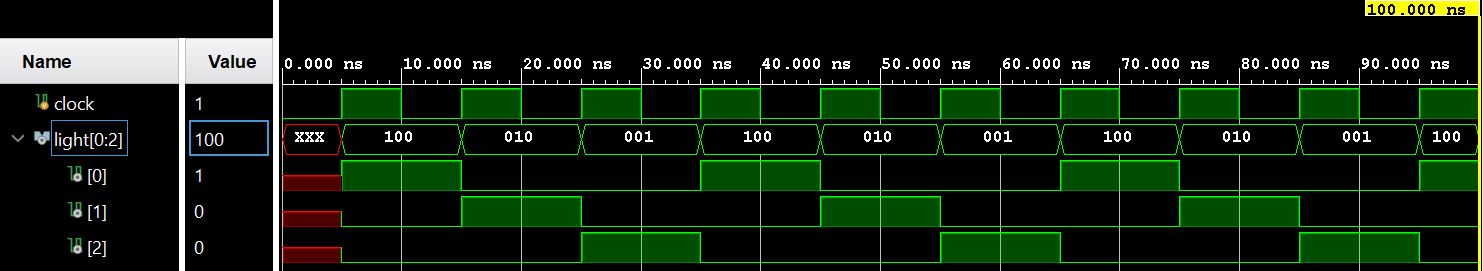 100.000 ns
Name Value
0.000 ns 10.000 ns 20.000 ns 30.000 ns 40.000 ns 50.000 ns 60.000 ns 70.000 ns 80.000 ns 90.000 ns
clock 1
light[0:2] 100 XXX 100 010 001 100 010 001 100 010 001 100
[0] 1
[1] 0
[2] 0